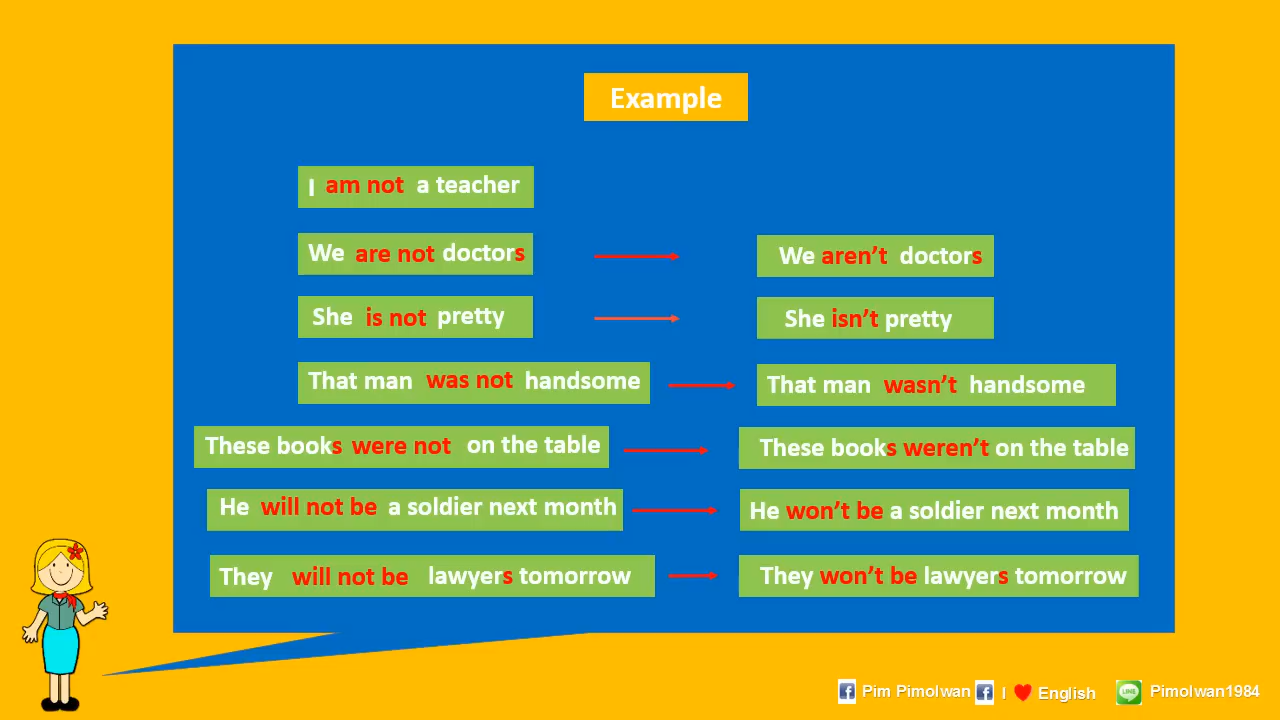 Example
I am not a teacher
We are not doctors
We aren’t doctors
She is not pretty
She isn’t pretty
That man was not handsome
That man wasn’t handsome
These books were not on the table
These books weren’t on the table
He will not be a soldier next month
He won’t be a soldier next month
They will not be lawyers tomorrow
They won’t be lawyers tomorrow
f Pim Pimolwan f I ❤ English LINE Pimolwan1984